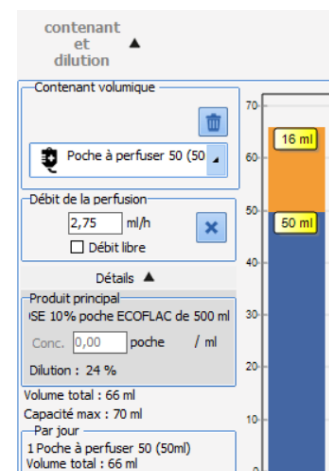 contenant
et
dilution
Contenant volumique
Poche à perfuser 50 (50
Débit de la perfusion
2,75 ml/h
Débit libre
Détails
Produit principal
OSE 10% poche ECOFLAC de 500 ml
Conc. 0,00 poche / ml
Dilution : 24 %
Volume total : 66 ml
Capacité max : 70 ml
Par jour
1 Poche à perfuser 50 (50ml)
Volume total : 66 ml
70
16 ml
60
50
50 ml
40
30
20
10
0